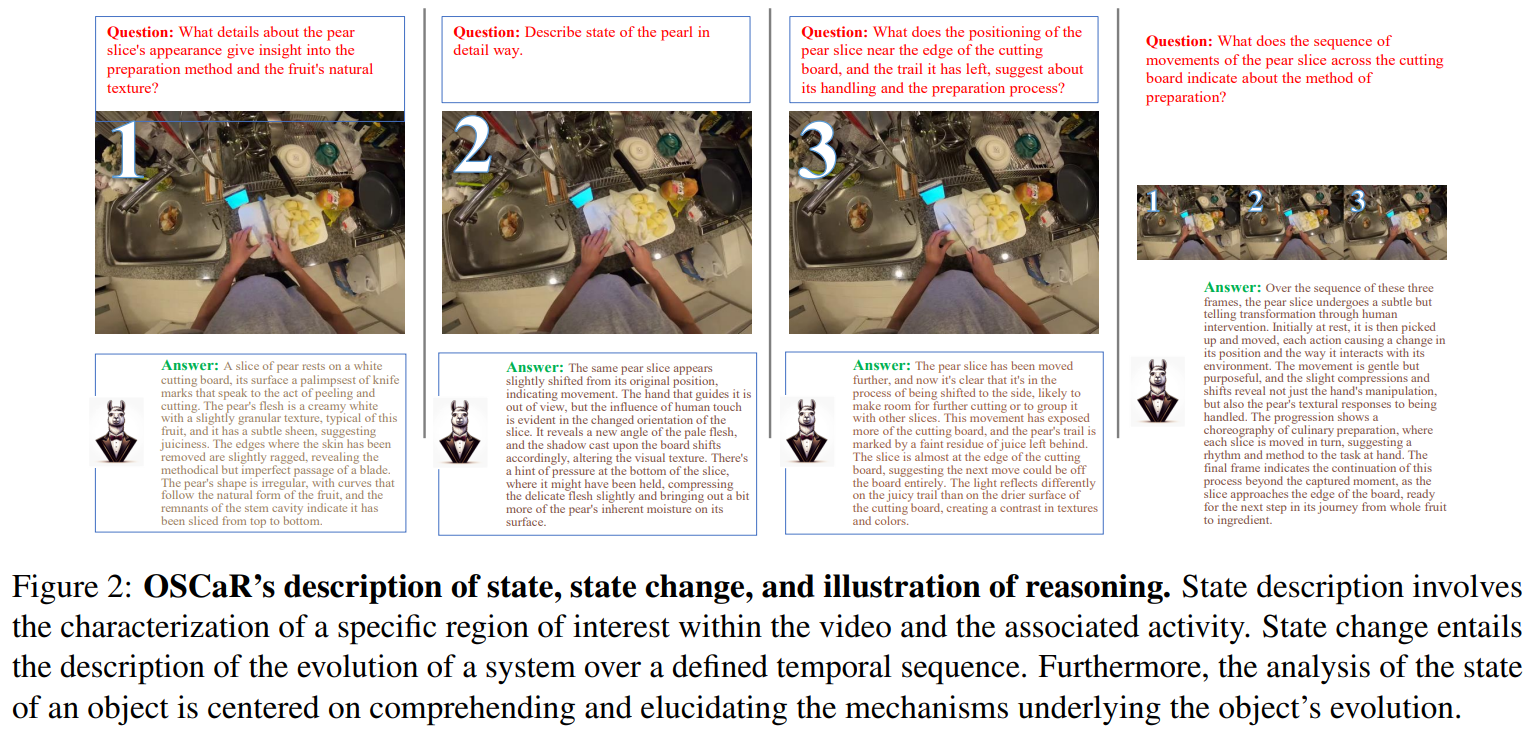 Question: What details about the pear
slice's appearance give insight into the
preparation method and the fruit's natural
texture?
1
Answer: A slice of pear rests on a white
cutting board, its surface a palimpsest of knife
marks that speak to the act of peeling and
cutting. The pear's flesh is a creamy white
with a slightly granular texture, typical of this
fruit, and it has a subtle sheen, suggesting
juiciness. The edges where the skin has been
removed are slightly ragged, revealing the
methodical but imperfect passage of a blade.
The pear's shape is irregular, with curves that
follow the natural form of the fruit, and the
remnants of the stem cavity indicate it has
been sliced from top to bottom.
Question: Describe state of the pearl in
detail way.
2
Answer: The same pear slice appears
slightly shifted from its original position,
indicating movement. The hand that guides it is
out of view, but the influence of human touch
is evident in the changed orientation of the
slice. It reveals a new angle of the pale flesh,
and the shadow cast upon the board shifts
accordingly, altering the visual texture. There's
a hint of pressure at the bottom of the slice,
where it might have been held, compressing
the delicate flesh slightly and bringing out a bit
more of the pear's inherent moisture on its
surface.
Question: What does the positioning of the
pear slice near the edge of the cutting
board, and the trail it has left, suggest about
its handling and the preparation process?
3
Answer: The pear slice has been moved
further, and now it's clear that it's in the
process of being shifted to the side, likely to
make room for further cutting or to group it
with other slices. This movement has exposed
more of the cutting board, and the pear's trail is
marked by a faint residue of juice left behind.
The slice is almost at the edge of the cutting
board, suggesting the next move could be off
the board entirely. The light reflects differently
on the juicy trail than on the drier surface of
the cutting board, creating a contrast in textures
and colors.
Question: What does the sequence of
movements of the pear slice across the cutting
board indicate about the method of
preparation?
1 2 3
Answer: Over the sequence of these three
frames, the pear slice undergoes a subtle but
telling transformation through human
intervention. Initially at rest, it is then picked
up and moved, each action causing a change in
its position and the way it interacts with its
environment. The movement is gentle but
purposeful, and the slight compressions and
shifts reveal not just the hand's manipulation,
but also the pear's textural responses to being
handled. The progression shows a
choreography of culinary preparation, where
each slice is moved in turn, suggesting a
rhythm and method to the task at hand. The
final frame indicates the continuation of this
process beyond the captured moment, as the
slice approaches the edge of the board, ready
for the next step in its journey from whole fruit
to ingredient.
Figure 2: OSCaR's description of state, state change, and illustration of reasoning. State description involves
the characterization of a specific region of interest within the video and the associated activity. State change entails
the description of the evolution of a system over a defined temporal sequence. Furthermore, the analysis of the state
of an object is centered on comprehending and elucidating the mechanisms underlying the object's evolution.